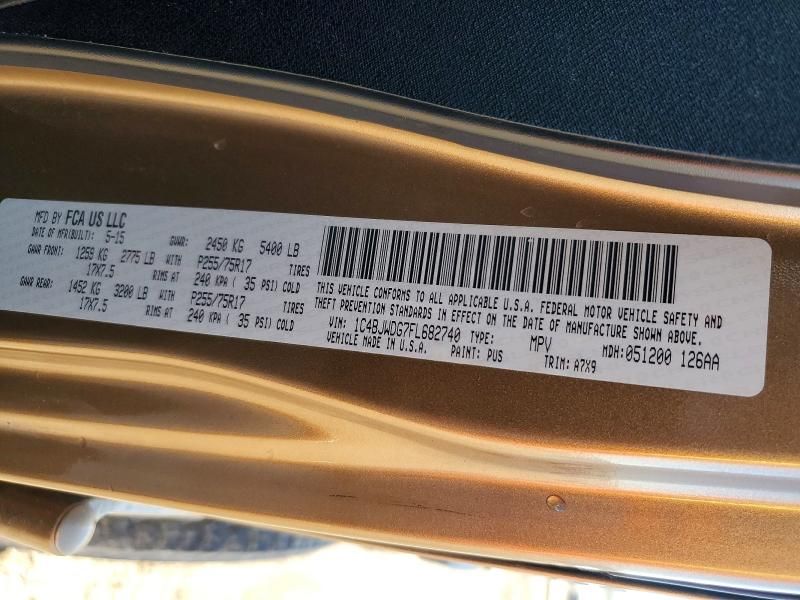 MFD BY FCA US LLC
DATE OF MFR(BUILT): 5-15 GVWR: 2450 KG 5400 LB
GAWR FRONT: 1259 KG 2775 LB WITH P255/75R17 TIRES
17X7.5 RIMS AT 240 KPA ( 35 PSI) COLD
GAWR REAR: 1452 KG 3200 LB WITH P255/75R17 TIRES
17X7.5 RIMS AT 240 KPA ( 35 PSI) COLD
THIS VEHICLE CONFORMS TO ALL APPLICABLE U.S.A. FEDERAL MOTOR VEHICLE SAFETY AND
THEFT PREVENTION STANDARDS IN EFFECT ON THE DATE OF MANUFACTURE SHOWN ABOVE.
VIN: 1C4BJWDG7FL682740 TYPE: MPV MDH:051200 126AA
VEHICLE MADE IN U.S.A. PAINT: PUS TRIM: A7X9